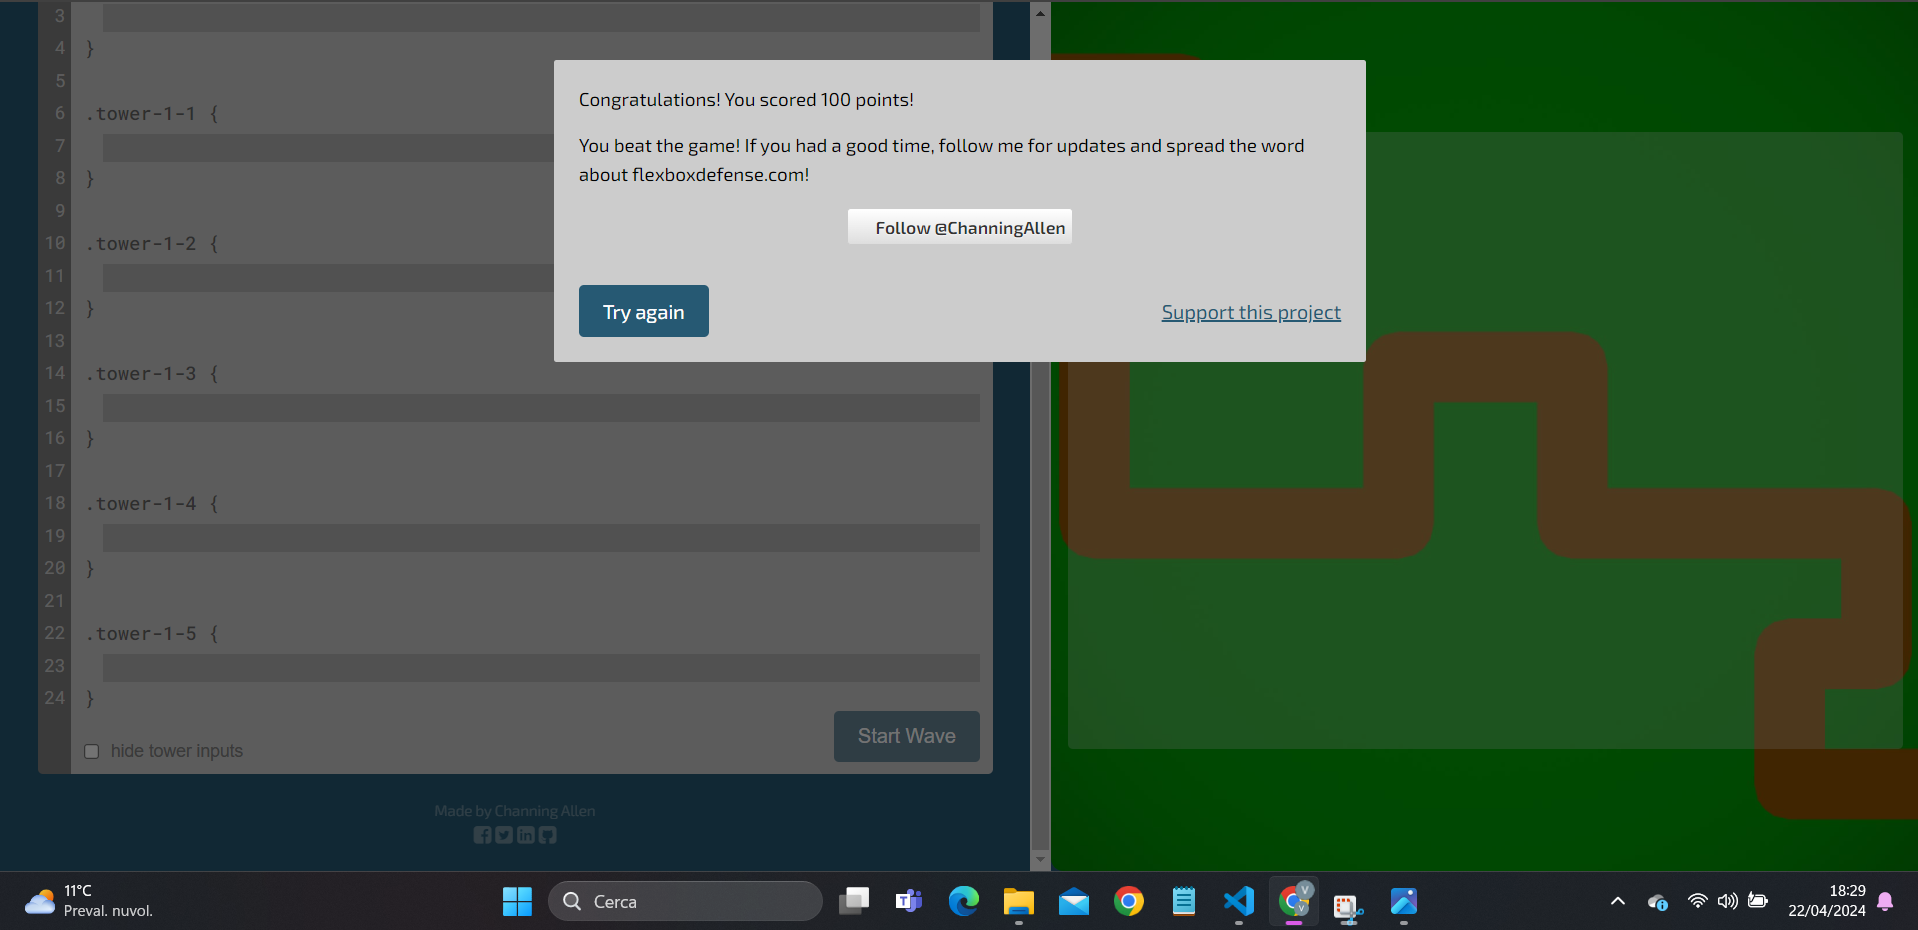 3
4 }
5
6 .tower-1-1 {
7
8 }
9
10 .tower-1-2 {
11
12 }
13
14 .tower-1-3 {
15
16 }
17
18 .tower-1-4 {
19
20 }
21
22 .tower-1-5 {
23
24 }
hide tower inputs
Start Wave
Made by Channing Allen
Congratulations! You scored 100 points!
You beat the game! If you had a good time, follow me for updates and spread the word
about flexboxdefense.com!
Follow @ChanningAllen
Try again
Support this project
11°C
Preval. nuvol.
Cerca
18:29
22/04/2024